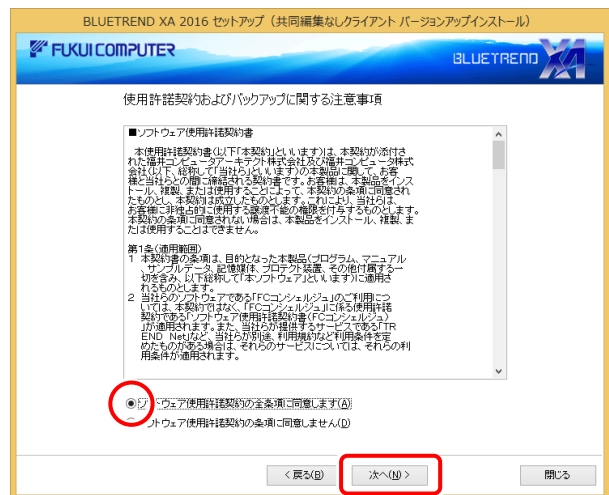 BLUETREND XA 2016 セットアップ（共同編集なしクライアント バージョンアップインストール）
FUKUI COMPUTER
BLUETREND XA
使用許諾契約およびバックアップに関する注意事項
■ソフトウェア使用許諾契約書
本使用許諾契約書(以下「本契約」といいます)は、本契約が添付さ
れた福井コンピュータアーキテクト株式会社及び福井コンピュータ株式
会社(以下、総称して「当社ら」といいます)の本製品に関して、お客
様と当社らとの間に締結される契約書です。お客様は、本製品をインス
トール、複製、または使用することによって、本契約の条項に同意され
たものとし、本契約は成立したものとします。これにより、当社らは、
お客様に非独占的に使用する譲渡不能の権限を付与するものとします。
本契約の条項に同意されない場合は、本製品をインストール、複製、ま
たは使用することはできません。
第1条(適用範囲)
1 本契約書の条項は、目的となった本製品(プログラム、マニュアル
、サンプルデータ、記憶媒体、プロテクト装置、その他付属する一
切を含み、以下総称して「本ソフトウェア」といいます)に適用さ
れるものとします。
2 当社らのソフトウェアである「FCコンシェルジュ」のご利用につ
いては、本契約ではなく、「FCコンシェルジュ」に係る使用許諾
契約である「ソフトウェア使用許諾契約書(FCコンシェルジュ)
」が適用されます。また、当社らが提供するサービスである「TR
END Net」など、当社らが別途、利用規約など利用条件を定
めたものがある場合は、それらのサービスについては、それらの利
用条件が適用されます。
ソフトウェア使用許諾契約の全条項に同意します(A)
ソフトウェア使用許諾契約の条項に同意しません(D)
< 戻る(B)
次へ(N) >
閉じる